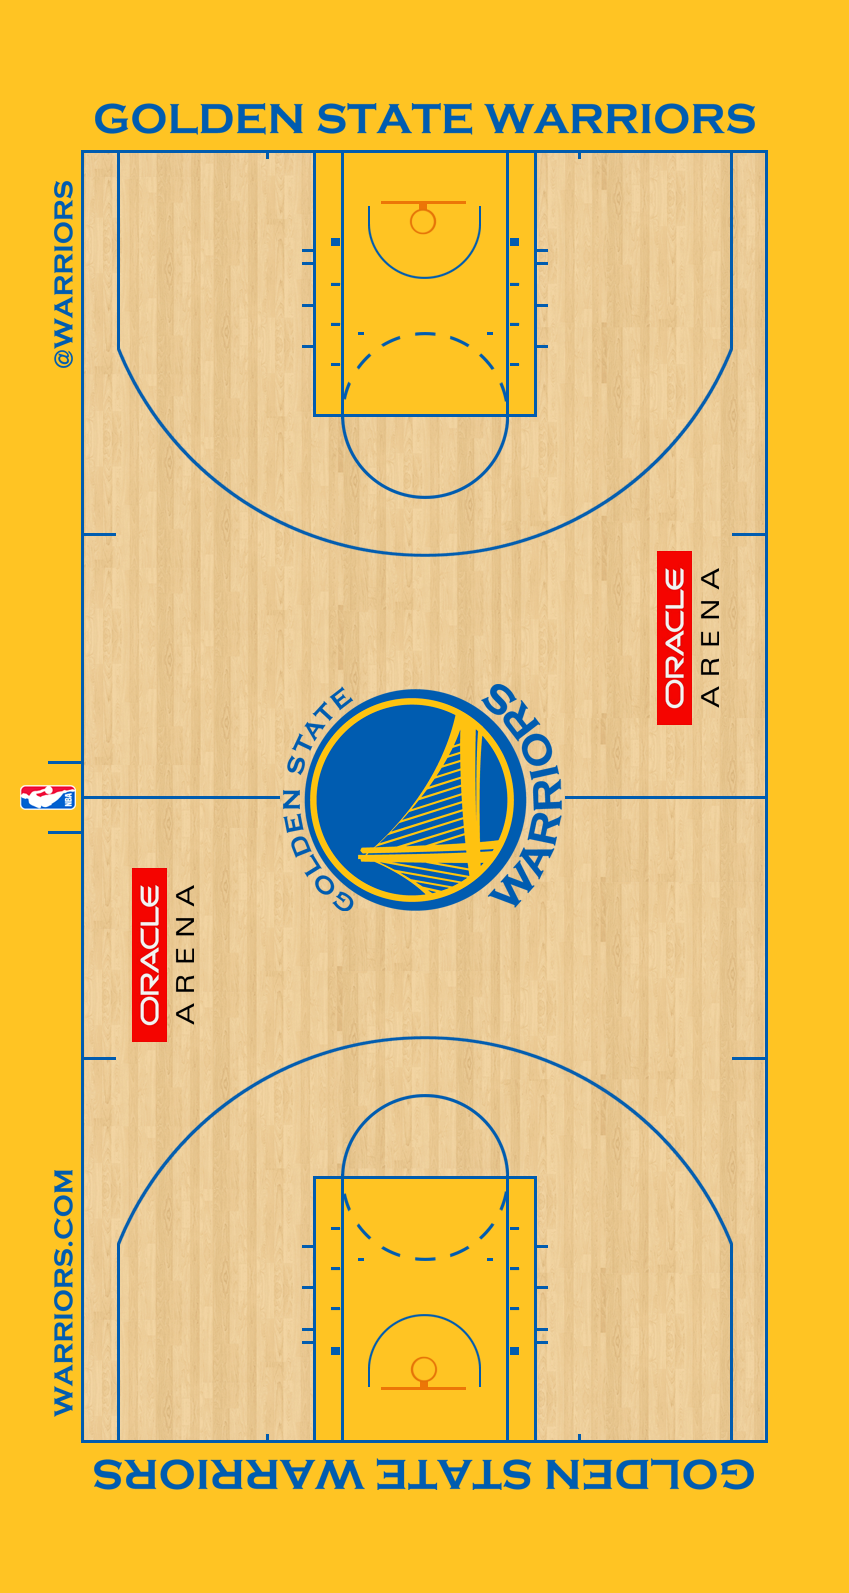 GOLDEN STATE WARRIORS
@WARRIORS
ORACLE
ARENA
GOLDEN STATE
WARRIORS
NBA
ORACLE
ARENA
WARRIORS.COM
GOLDEN STATE WARRIORS